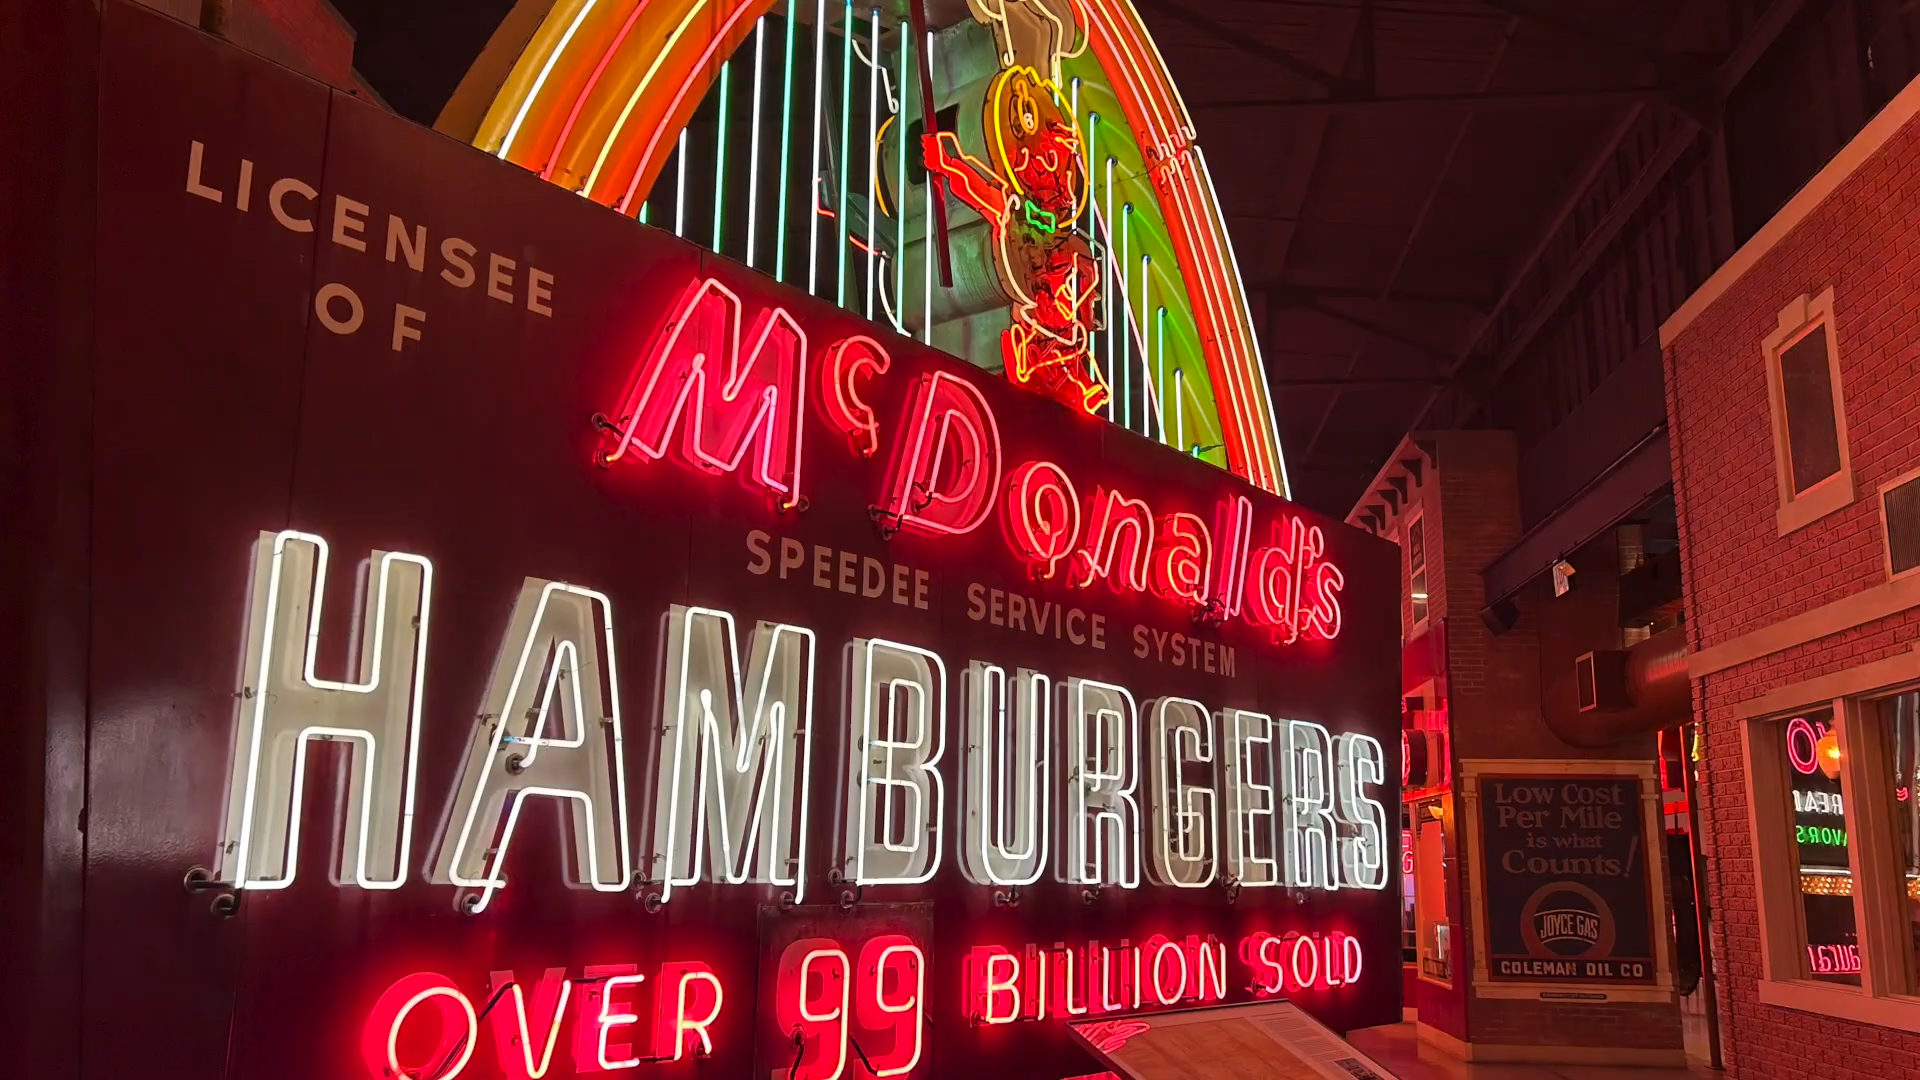 LICENSEE
OF
McDonald's
SPEEDEE SERVICE SYSTEM
HAMBURGERS
OVER 99 BILLION SOLD
Low Cost
Per Mile
is what
Counts!
JOYCE GAS
COLEMAN OIL CO